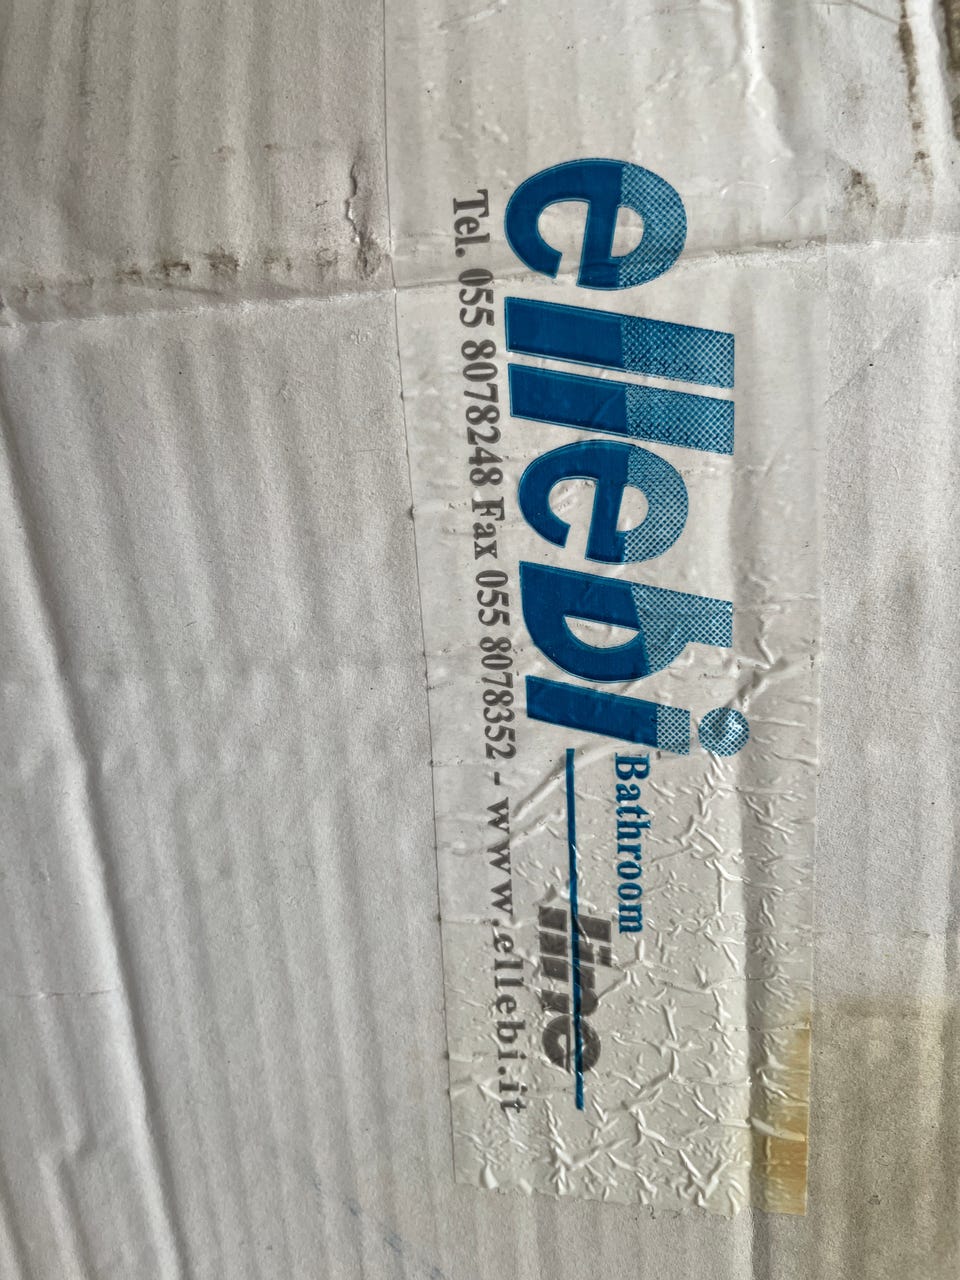 ellebi
Bathroom
line
Tel. 055 8078248 Fax 055 8078352 - www.ellebi.it